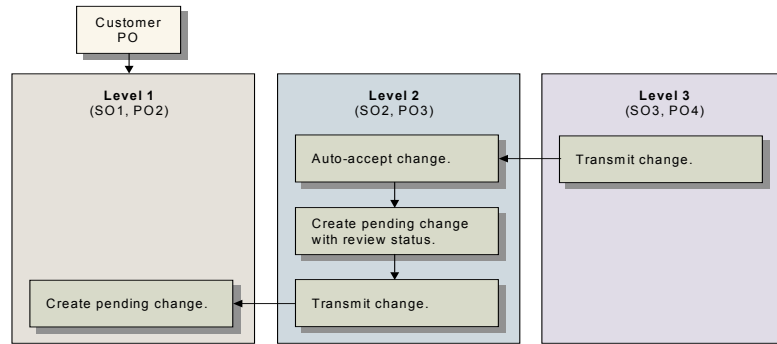 Customer
PO
Level 1
(SO1, PO2)
Level 2
(SO2, PO3)
Level 3
(SO3, PO4)
Auto-accept change.
Transmit change.
Create pending change
with review status.
Create pending change.
Transmit change.